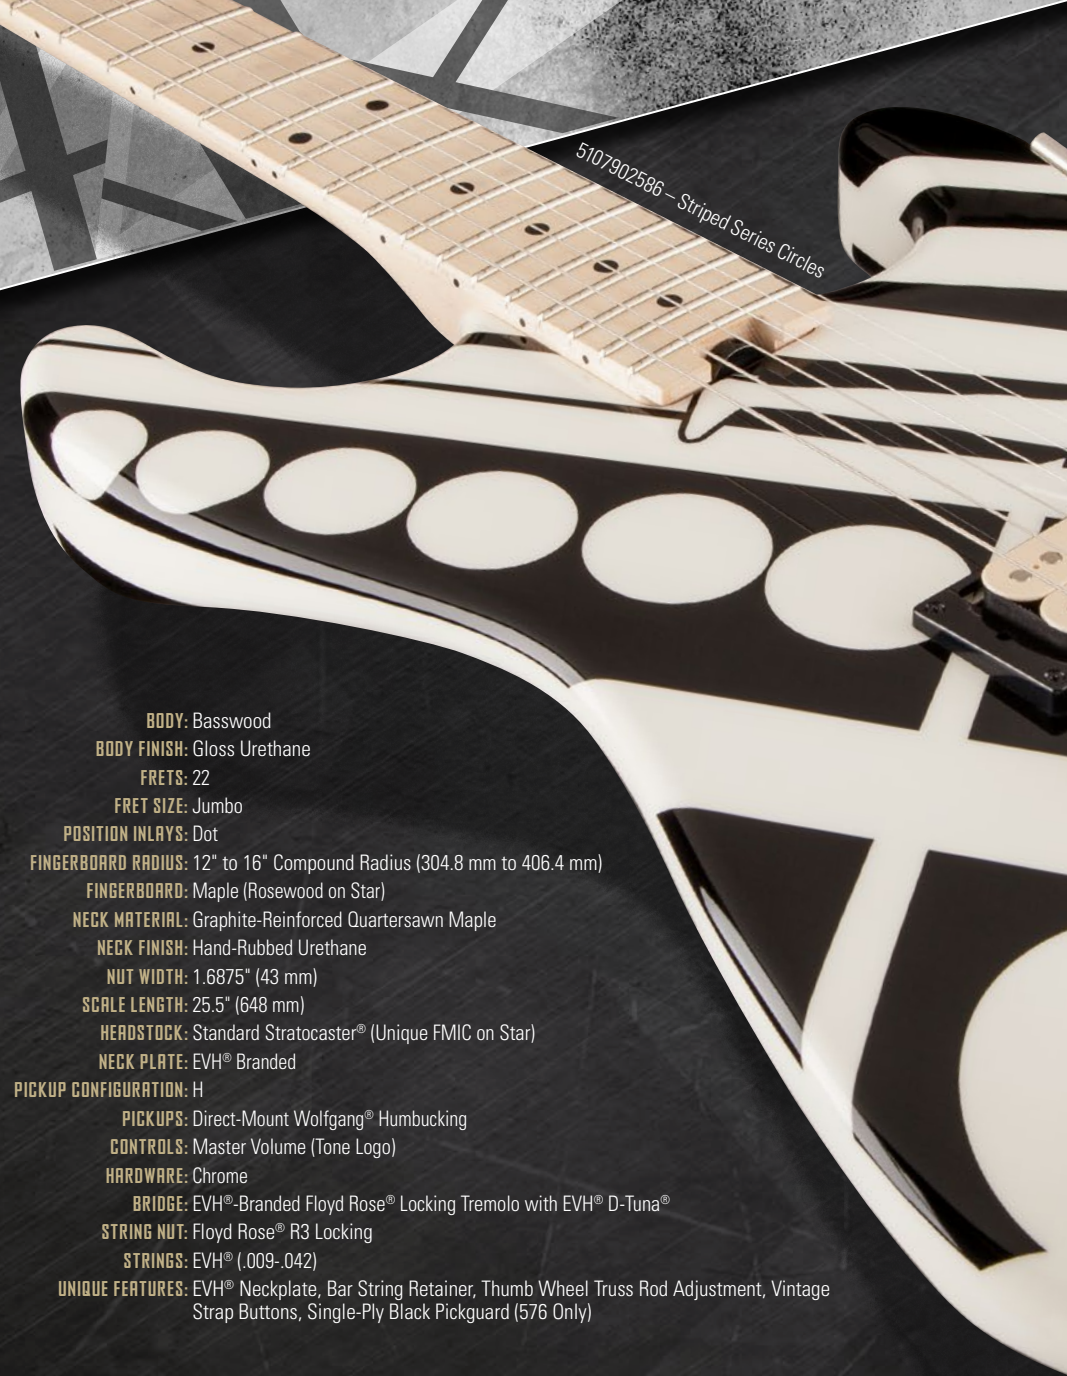 5107902586 – Striped Series Circles
BODY: Basswood
BODY FINISH: Gloss Urethane
FRETS: 22
FRET SIZE: Jumbo
POSITION INLAYS: Dot
FINGERBOARD RADIUS: 12" to 16" Compound Radius (304.8 mm to 406.4 mm)
FINGERBOARD: Maple (Rosewood on Star)
NECK MATERIAL: Graphite-Reinforced Quartersawn Maple
NECK FINISH: Hand-Rubbed Urethane
NUT WIDTH: 1.6875" (43 mm)
SCALE LENGTH: 25.5" (648 mm)
HEADSTOCK: Standard Stratocaster® (Unique FMIC on Star)
NECK PLATE: EVH® Branded
PICKUP CONFIGURATION: H
PICKUPS: Direct-Mount Wolfgang® Humbucking
CONTROLS: Master Volume (Tone Logo)
HARDWARE: Chrome
BRIDGE: EVH®-Branded Floyd Rose® Locking Tremolo with EVH® D-Tuna®
STRING NUT: Floyd Rose® R3 Locking
STRINGS: EVH® (.009-.042)
UNIQUE FEATURES: EVH® Neckplate, Bar String Retainer, Thumb Wheel Truss Rod Adjustment, Vintage
Strap Buttons, Single-Ply Black Pickguard (576 Only)